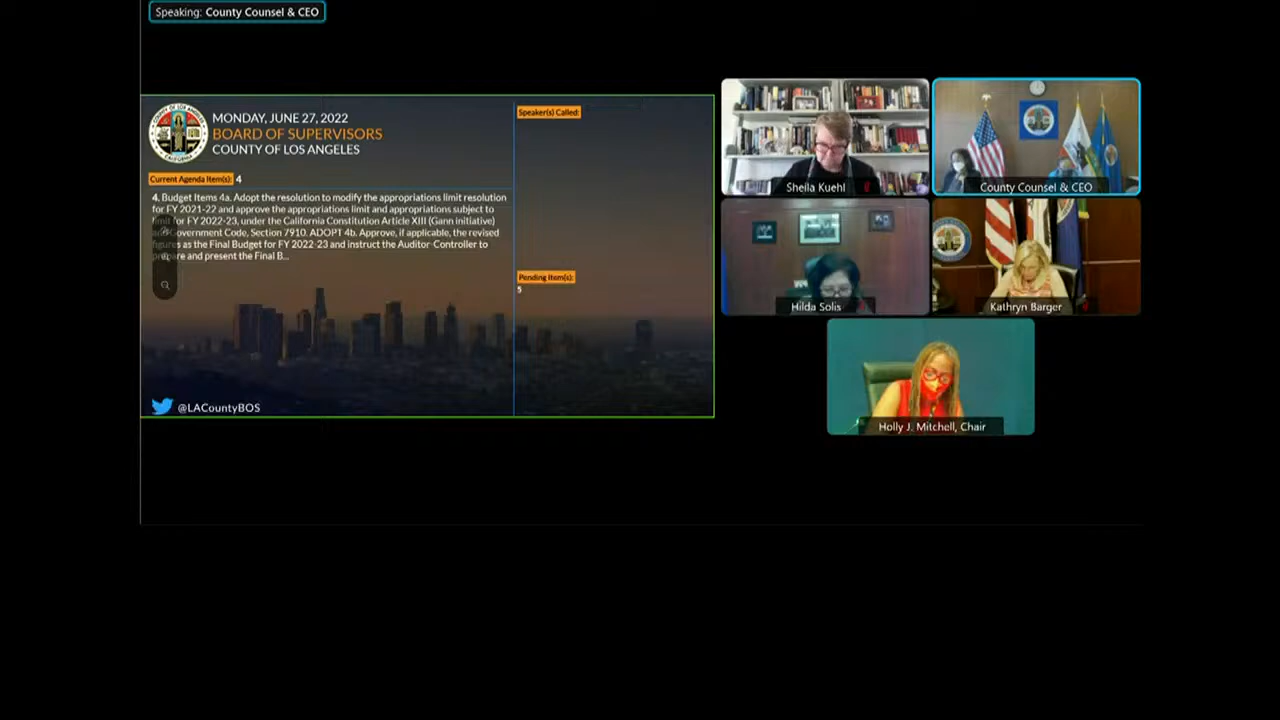 Speaking: County Counsel & CEO
MONDAY, JUNE 27, 2022
BOARD OF SUPERVISORS
COUNTY OF LOS ANGELES
Current Agenda Item(s): 4
4. Budget Items 4a. Adopt the resolution to modify the appropriations limit resolution
for FY 2021-22 and approve the appropriations limit and appropriations subject to
limit for FY 2022-23, under the California Constitution Article XIII (Gann initiative)
Government Code, Section 7910. ADOPT 4b. Approve, if applicable, the revised
figures as the Final Budget for FY 2022-23 and instruct the Auditor-Controller to
prepare and present the Final B...
@LACountyBOS
Speaker(s) Called:
Pending Item(s):
5
Sheila Kuehl
County Counsel & CEO
Hilda Solis
Kathryn Barger
Holly J. Mitchell, Chair